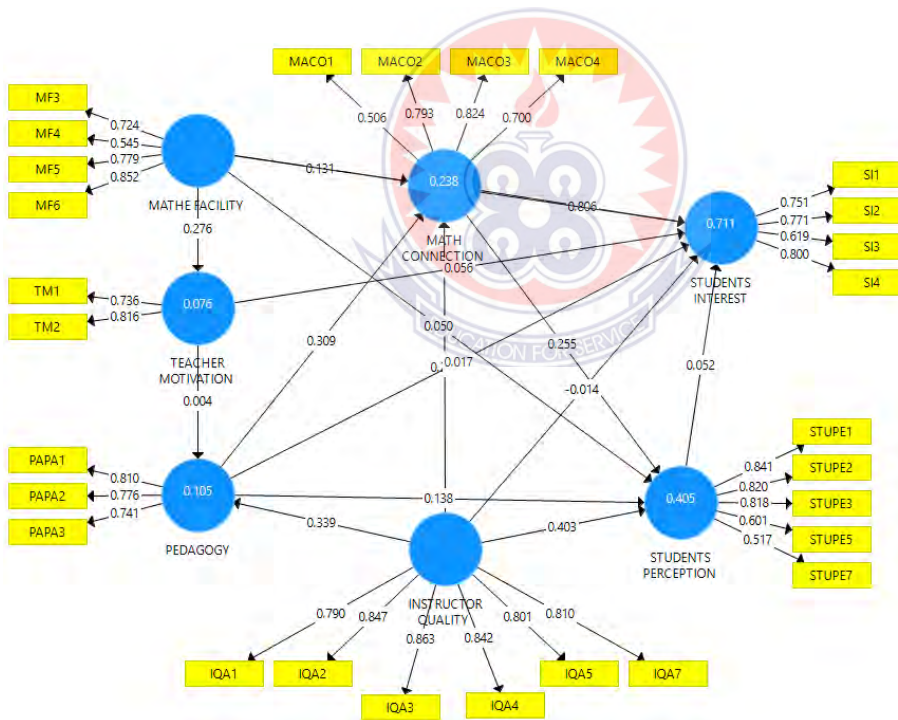 MACO1
MACO2
MACO3
MACO4
0.506
0.793
0.824
0.700
MF3
MF4
MF5
MF6
0.724
0.545
0.779
0.852
MATHE FACILITY
0.131
0.238
MATH
CONNECTION
0.806
0.711
STUDENTS
INTEREST
SI1
SI2
SI3
SI4
0.751
0.771
0.619
0.800
0.276
TM1
TM2
0.736
0.816
0.076
TEACHER
MOTIVATION
0.056
0.050
0.309
0.017
0.255
-0.014
0.052
EDUCATION FOR SERVICE
0.004
PAPA1
PAPA2
PAPA3
0.810
0.776
0.741
0.105
PEDAGOGY
0.138
0.339
0.403
INSTRUCTOR
QUALITY
0.405
STUDENTS
PERCEPTION
STUPE1
STUPE2
STUPE3
STUPE5
STUPE7
0.841
0.820
0.818
0.601
0.517
0.790
0.847
0.863
0.842
0.801
0.810
IQA1
IQA2
IQA3
IQA4
IQA5
IQA7